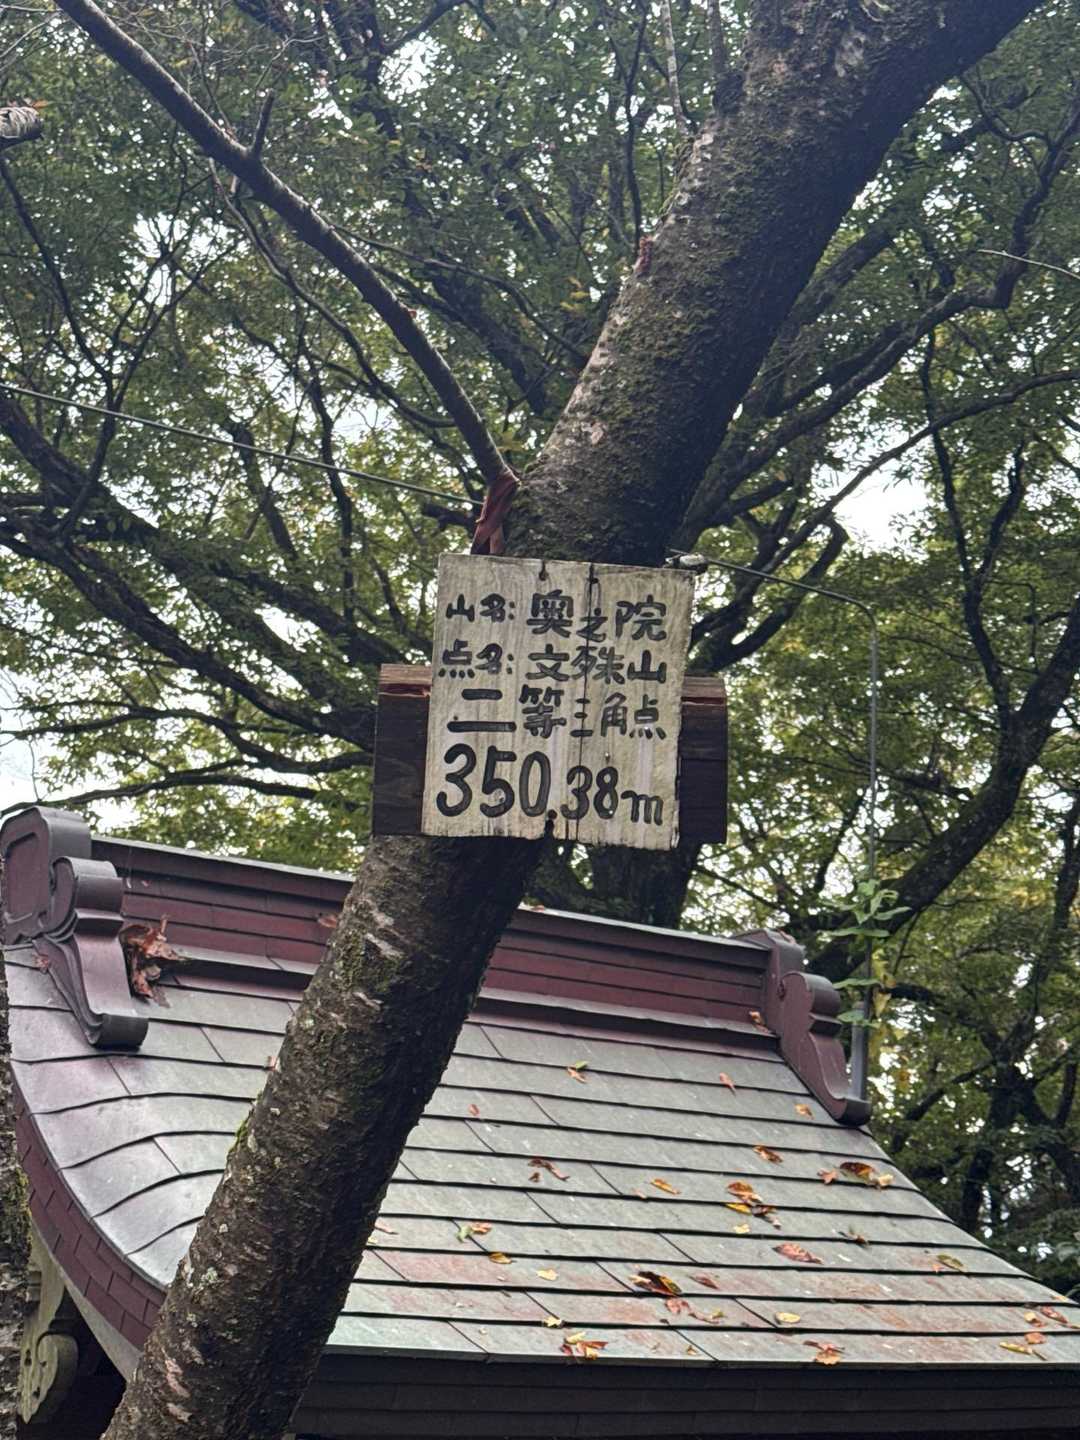 山名: 奥之院
点名: 文殊山
二等三角点
350.38m